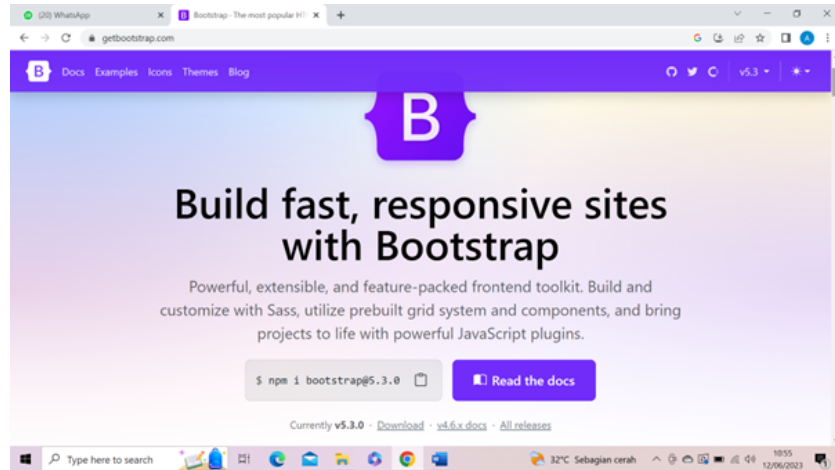 (20) WhatsApp
Bootstrap · The most popular HT
getbootstrap.com
A
B Docs Examples Icons Themes Blog
v5.3
B
Build fast, responsive sites
with Bootstrap
Powerful, extensible, and feature-packed frontend toolkit. Build and
customize with Sass, utilize prebuilt grid system and components, and bring
projects to life with powerful JavaScript plugins.
$ npm i bootstrap@5.3.0 Read the docs
Currently v5.3.0 · Download · v4.6.x docs · All releases
Type here to search
32°C Sebagian cerah
10:55
12/06/2023